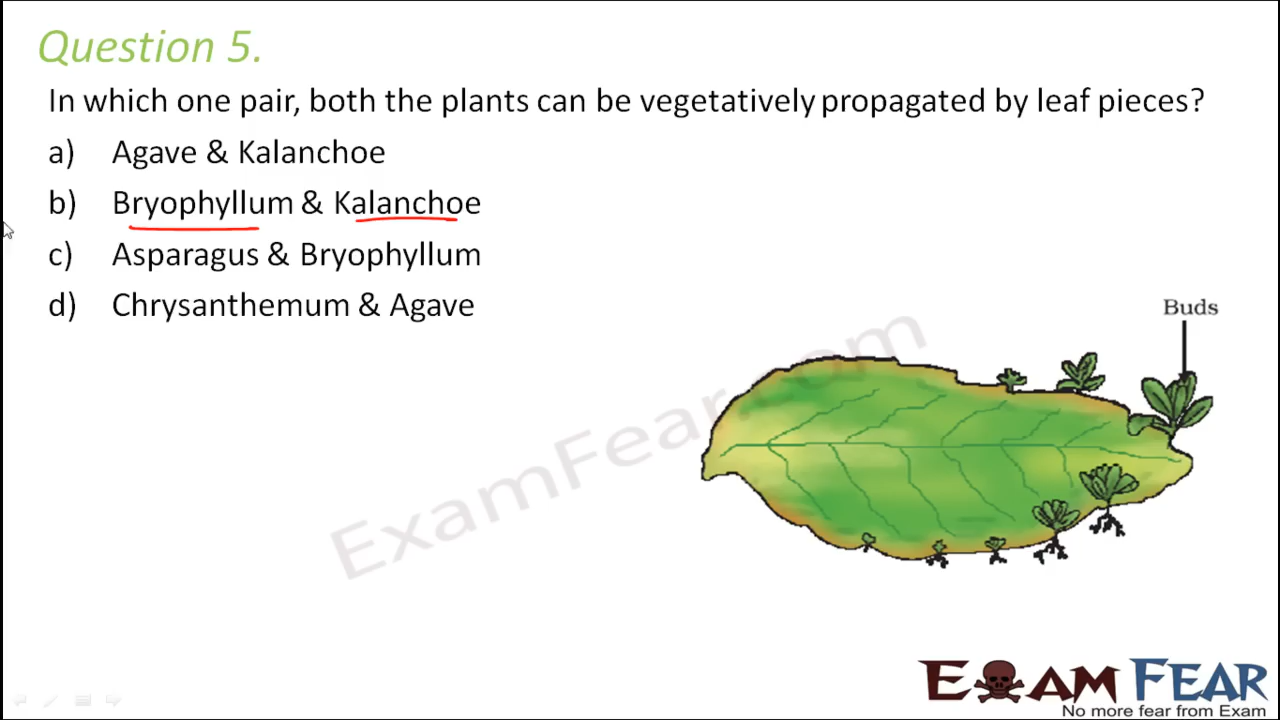 Question 5.
In which one pair, both the plants can be vegetatively propagated by leaf pieces?
a) Agave & Kalanchoe
b) Bryophyllum & Kalanchoe
c) Asparagus & Bryophyllum
d) Chrysanthemum & Agave
Buds
ExamFear.com
EXAM FEAR
No more fear from Exam